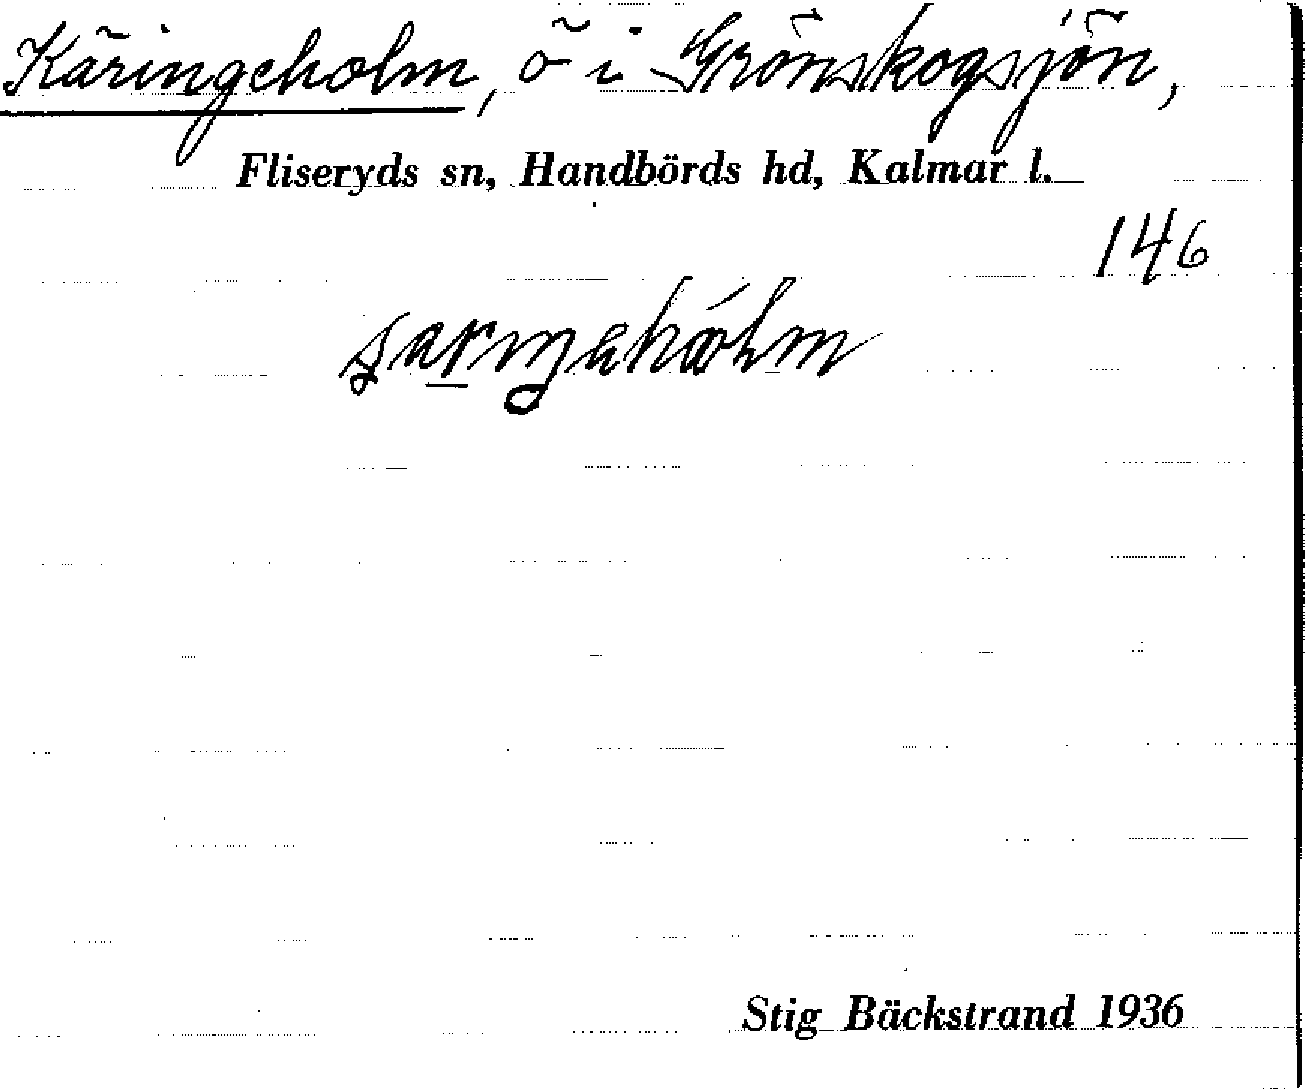 Käringeholm, ö i Grönskogsjön,
Fliseryds sn, Handbörds hd, Kalmar l.
146
Stig Bäckstrand 1936